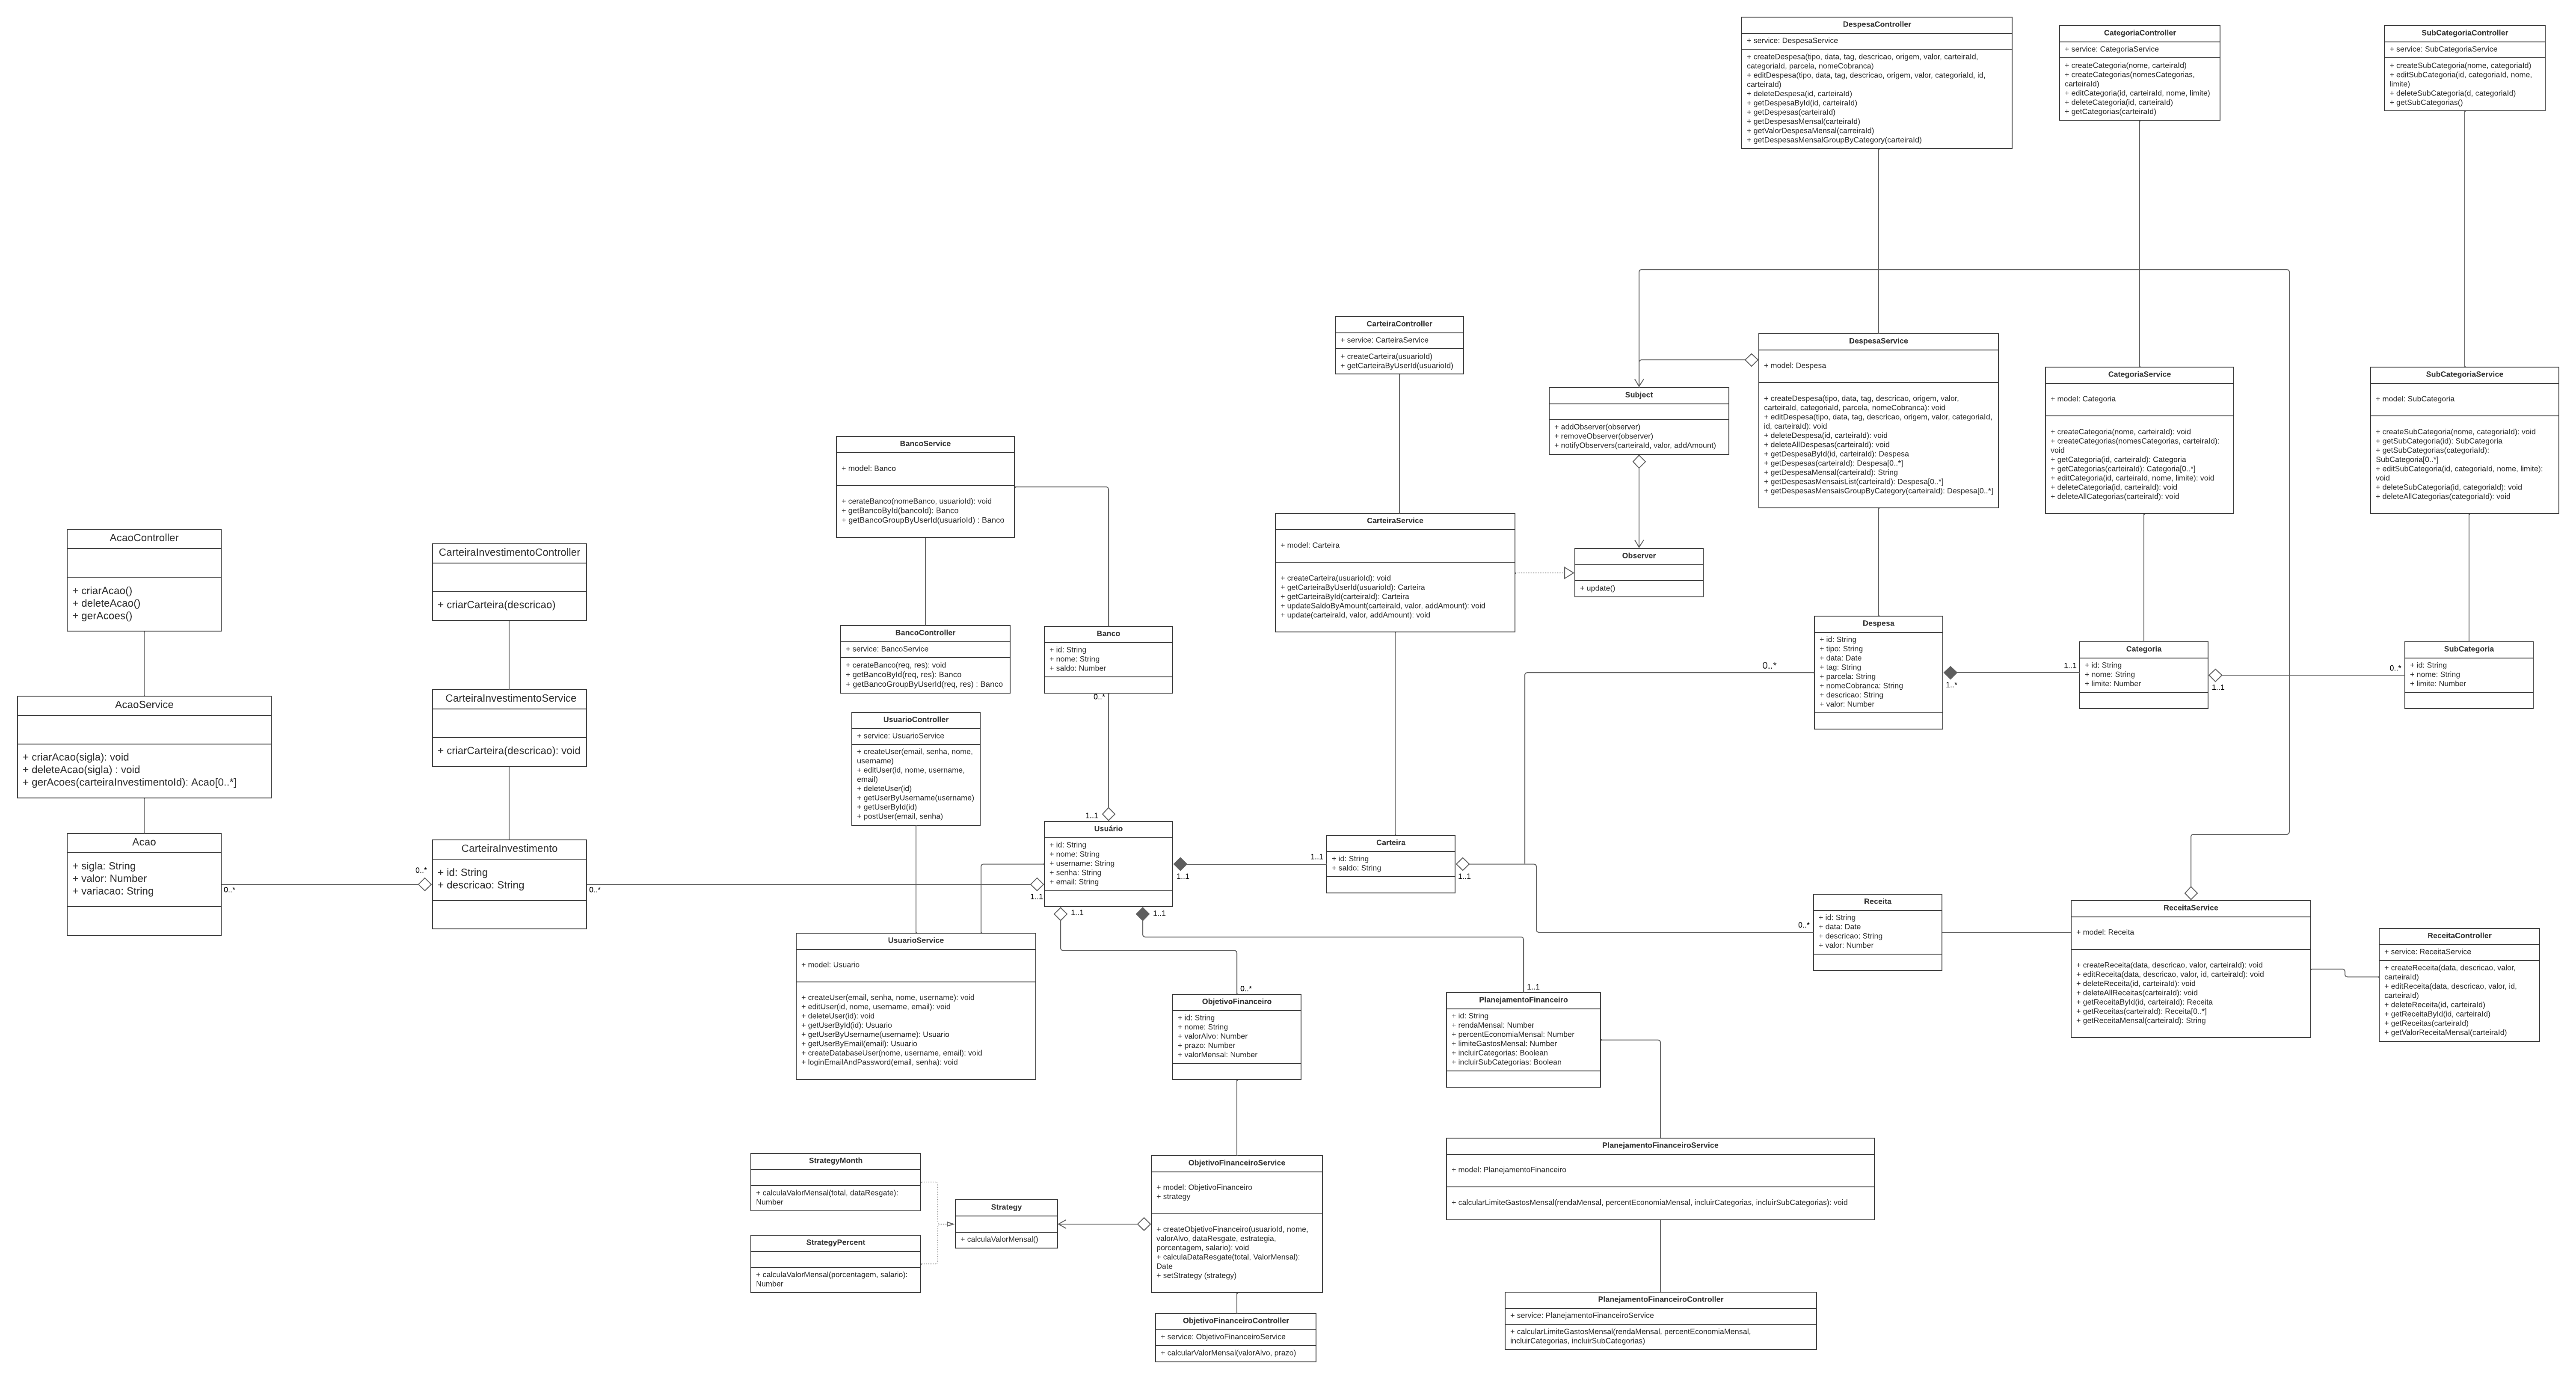 DespesaController
+ service: DespesaService
+ createDespesa(tipo, data, tag, descricao, origem, valor, carteiraId,
categoriaId, parcela, nomeCobranca)
+ editDespesa(tipo, data, tag, descricao, origem, valor, categoriaId, id,
carteiraId)
+ deleteDespesa(id, carteiraId)
+ getDespesaById(id, carteiraId)
+ getDespesas(carteiraId)
+ getDespesasMensal(carteiraId)
+ getValorDespesaMensal(carreiraId)
+ getDespesasMensalGroupByCategory(carteiraId)
CategoriaController
+ service: CategoriaService
+ createCategoria(nome, carteiraId)
+ createCategorias(nomesCategorias,
carteiraId)
+ editCategoria(id, carteiraId, nome, limite)
+ deleteCategoria(id, carteiraId)
+ getCategorias(carteiraId)
SubCategoriaController
+ service: SubCategoriaService
+ createSubCategoria(nome, categoriaId)
+ editSubCategoria(id, categoriaId, nome,
limite)
+ deleteSubCategoria(d, categoriaId)
+ getSubCategorias()
CarteiraController
+ service: CarteiraService
+ createCarteira(usuarioId)
+ getCarteiraByUserId(usuarioId)
Subject
+ addObserver(observer)
+ removeObserver(observer)
+ notifyObservers(carteiraId, valor, addAmount)
DespesaService
+ model: Despesa
+ createDespesa(tipo, data, tag, descricao, origem, valor,
carteiraId, categoriaId, parcela, nomeCobranca): void
+ editDespesa(tipo, data, tag, descricao, origem, valor, categoriaId,
id, carteiraId): void
+ deleteDespesa(id, carteiraId): void
+ deleteAllDespesas(carteiraId): void
+ getDespesaById(id, carteiraId): Despesa
+ getDespesas(carteiraId): Despesa[0..*]
+ getDespesaMensal(carteiraId): String
+ getDespesasMensaisList(carteiraId): Despesa[0..*]
+ getDespesasMensaisGroupByCategory(carteiraId): Despesa[0..*]
CategoriaService
+ model: Categoria
+ createCategoria(nome, carteiraId): void
+ createCategorias(nomesCategorias, carteiraId):
void
+ getCategoria(id, carteiraId): Categoria
+ getCategorias(carteiraId): Categoria[0..*]
+ editCategoria(id, carteiraId, nome, limite): void
+ deleteCategoria(id, carteiraId): void
+ deleteAllCategorias(carteiraId): void
SubCategoriaService
+ model: SubCategoria
+ createSubCategoria(nome, categoriaId): void
+ getSubCategoria(id): SubCategoria
+ getSubCategorias(categoriaId):
SubCategoria[0..*]
+ editSubCategoria(id, categoriaId, nome, limite):
void
+ deleteSubCategoria(id, categoriaId): void
+ deleteAllCategorias(categoriaId): void
BancoService
+ model: Banco
+ cerateBanco(nomeBanco, usuarioId): void
+ getBancoById(bancoId): Banco
+ getBancoGroupByUserId(usuarioId) : Banco
CarteiraService
+ model: Carteira
+ createCarteira(usuarioId): void
+ getCarteiraByUserId(usuarioId): Carteira
+ getCarteiraById(carteiraId): Carteira
+ updateSaldoByAmount(carteiraId, valor, addAmount): void
+ update(carteiraId, valor, addAmount): void
Observer
+ update()
AcaoController
+ criarAcao()
+ deleteAcao()
+ gerAcoes()
CarteiraInvestimentoController
+ criarCarteira(descricao)
BancoController
+ service: BancoService
+ cerateBanco(req, res): void
+ getBancoById(req, res): Banco
+ getBancoGroupByUserId(req, res) : Banco
Banco
+ id: String
+ nome: String
+ saldo: Number
0..*
0..*
Despesa
+ id: String
+ tipo: String
+ data: Date
+ tag: String
+ parcela: String
+ nomeCobranca: String
+ descricao: String
+ valor: Number
1..*
1..1
Categoria
+ id: String
+ nome: String
+ limite: Number
1..1
0..*
SubCategoria
+ id: String
+ nome: String
+ limite: Number
AcaoService
+ criarAcao(sigla): void
+ deleteAcao(sigla) : void
+ gerAcoes(carteiraInvestimentoId): Acao[0..*]
CarteiraInvestimentoService
+ criarCarteira(descricao): void
UsuarioController
+ service: UsuarioService
+ createUser(email, senha, nome,
username)
+ editUser(id, nome, username,
email)
+ deleteUser(id)
+ getUserByUsername(username)
+ getUserById(id)
+ postUser(email, senha)
Acao
+ sigla: String
+ valor: Number
+ variacao: String
0..*
0..*
CarteiraInvestimento
+ id: String
+ descricao: String
0..*
1..1
1..1
Usuário
+ id: String
+ nome: String
+ username: String
+ senha: String
+ email: String
1..1
1..1
1..1
1..1
Carteira
+ id: String
+ saldo: String
1..1
0..*
Receita
+ id: String
+ data: Date
+ descricao: String
+ valor: Number
ReceitaService
+ model: Receita
+ createReceita(data, descricao, valor, carteiraId): void
+ editReceita(data, descricao, valor, id, carteiraId): void
+ deleteReceita(id, carteiraId): void
+ deleteAllReceitas(carteiraId): void
+ getReceitaById(id, carteiraId): Receita
+ getReceitas(carteiraId): Receita[0..*]
+ getReceitaMensal(carteiraId): String
ReceitaController
+ service: ReceitaService
+ createReceita(data, descricao, valor,
carteiraId)
+ editReceita(data, descricao, valor, id,
carteiraId)
+ deleteReceita(id, carteiraId)
+ getReceitaById(id, carteiraId)
+ getReceitas(carteiraId)
+ getValorReceitaMensal(carteiraId)
UsuarioService
+ model: Usuario
+ createUser(email, senha, nome, username): void
+ editUser(id, nome, username, email): void
+ deleteUser(id): void
+ getUserById(id): Usuario
+ getUserByUsername(username): Usuario
+ getUserByEmail(email): Usuario
+ createDatabaseUser(nome, username, email): void
+ loginEmailAndPassword(email, senha): void
0..*
ObjetivoFinanceiro
+ id: String
+ nome: String
+ valorAlvo: Number
+ prazo: Number
+ valorMensal: Number
1..1
PlanejamentoFinanceiro
+ id: String
+ rendaMensal: Number
+ percentEconomiaMensal: Number
+ limiteGastosMensal: Number
+ incluirCategorias: Boolean
+ incluirSubCategorias: Boolean
StrategyMonth
+ calculaValorMensal(total, dataResgate):
Number
StrategyPercent
+ calculaValorMensal(porcentagem, salario):
Number
Strategy
+ calculaValorMensal()
ObjetivoFinanceiroService
+ model: ObjetivoFinanceiro
+ strategy
+ createObjetivoFinanceiro(usuarioId, nome,
valorAlvo, dataResgate, estrategia,
porcentagem, salario): void
+ calculaDataResgate(total, ValorMensal):
Date
+ setStrategy (strategy)
PlanejamentoFinanceiroService
+ model: PlanejamentoFinanceiro
+ calcularLimiteGastosMensal(rendaMensal, percentEconomiaMensal, incluirCategorias, incluirSubCategorias): void
ObjetivoFinanceiroController
+ service: ObjetivoFinanceiroService
+ calcularValorMensal(valorAlvo, prazo)
PlanejamentoFinanceiroController
+ service: PlanejamentoFinanceiroService
+ calcularLimiteGastosMensal(rendaMensal, percentEconomiaMensal,
incluirCategorias, incluirSubCategorias)